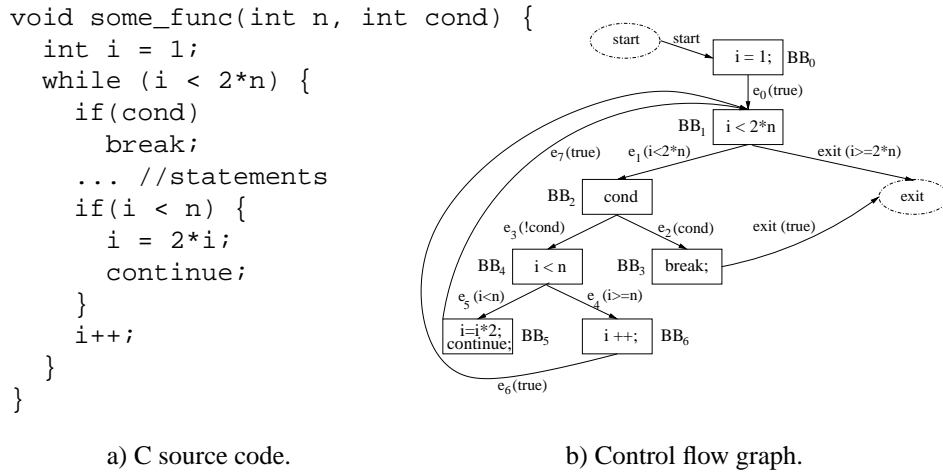 void some_func(int n, int cond) {
int i = 1;
while (i < 2*n) {
if(cond)
break;
... //statements
if(i < n) {
i = 2*i;
continue;
}
i++;
}
}
a) C source code.
start
start
i = 1;
BB0
e0(true)
BB1
i < 2*n
e7(true)
e1(i<2*n)
exit (i>=2*n)
BB2
cond
exit
e3(!cond)
e2(cond)
exit (true)
BB4
i < n
BB3
break;
e5(i<n)
e4(i>=n)
i=i*2;
continue;
BB5
i ++;
BB6
e6(true)
b) Control flow graph.